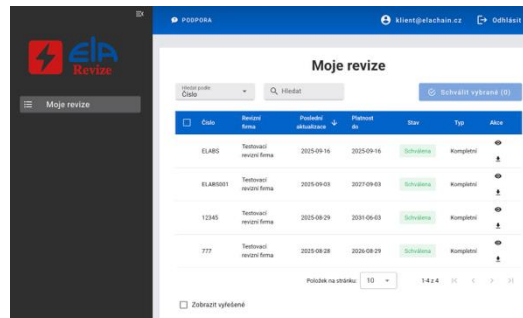 PODPORA
klient@elachain.cz
Odhlásit
ELA
Revize
Moje revize
Moje revize
Hledat podle:
Číslo
Hledat
Schválit vybrané (0)
Číslo
Revizní firma
Poslední aktualizace
Platnost do
Stav
Typ
Akce
ELABS Testovací revizní firma 2025-09-16 2025-09-16 Schválena Kompletní
ELABS001 Testovací revizní firma 2025-09-03 2027-09-03 Schválena Kompletní
12345 Testovací revizní firma 2025-08-29 2031-06-03 Schválena Kompletní
777 Testovací revizní firma 2025-08-28 2026-08-29 Schválena Kompletní
Položek na stránku: 10 1-4 z 4
Zobrazit vyřešené